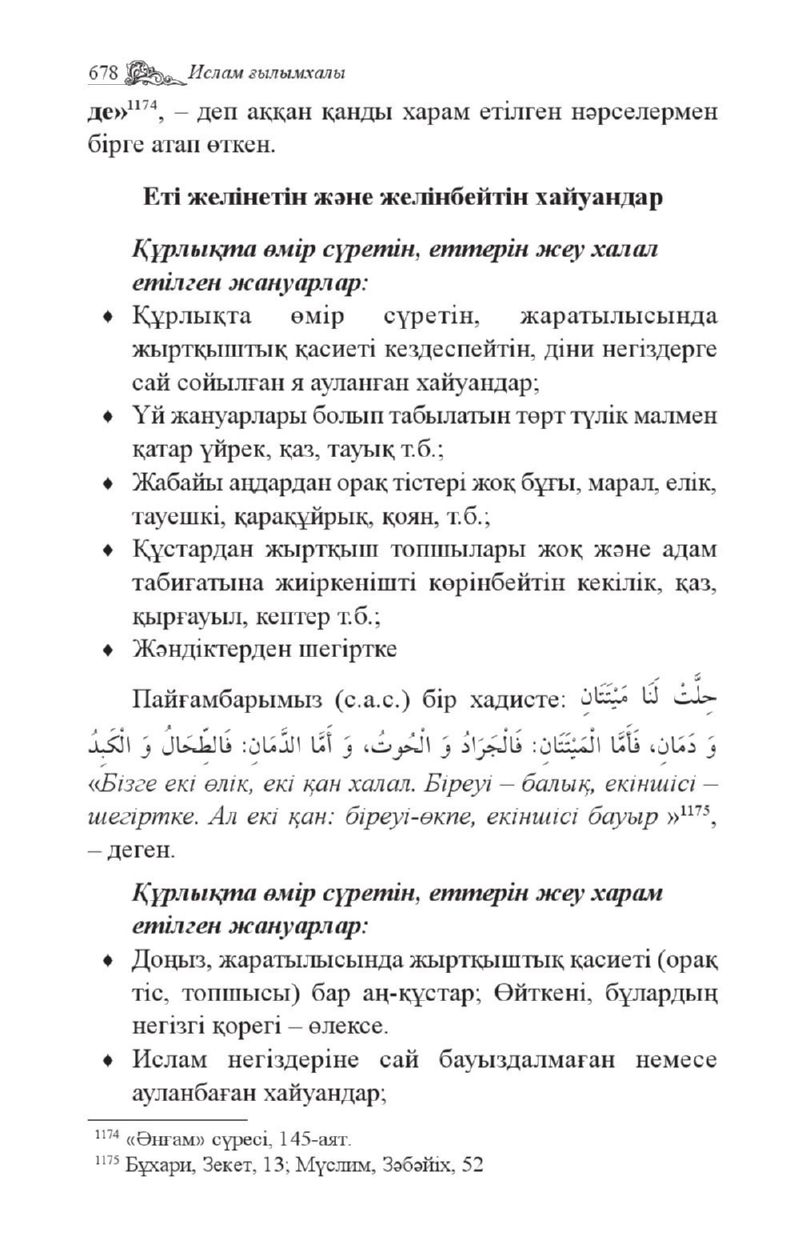 678 Ислам ғылымхалы
де»¹¹⁷⁴, – деп аққан қанды харам етілген нәрселермен
бірге атап өткен.
Еті желінетін және желінбейтін хайуандар
Құрлықта өмір сүретін, еттерін жеу халал
етілген жануарлар:
♦ Құрлықта өмір сүретін, жаратылысында
жыртқыштық қасиеті кездеспейтін, діни негіздерге
сай сойылған я ауланған хайуандар;
♦ Үй жануарлары болып табылатын төрт түлік малмен
қатар үйрек, қаз, тауық т.б.;
♦ Жабайы аңдардан орақ тістері жоқ бұғы, марал, елік,
тауешкі, қарақұйрық, қоян, т.б.;
♦ Құстардан жыртқыш топшылары жоқ және адам
табиғатына жиіркенішті көрінбейтін кекілік, қаз,
қырғауыл, кептер т.б.;
♦ Жәндіктерден шегіртке
Пайғамбарымыз (с.а.с.) бір хадисте: حِلَّتْ لَنَا مَيْتَتَانِ
وَ دَمَانِ، فَأَمَّا الْمَيْتَتَانِ: فَالْجَرَادُ وَ الْحُوتُ، وَ أَمَّا الدَّمَانِ: فَالطِّحَالُ وَ الْكَبِدُ
«Бізге екі өлік, екі қан халал. Біреуі – балық, екіншісі –
шегіртке. Ал екі қан: біреуі-өкпе, екіншісі бауыр »¹¹⁷⁵,
– деген.
Құрлықта өмір сүретін, еттерін жеу харам
етілген жануарлар:
♦ Доңыз, жаратылысында жыртқыштық қасиеті (орақ
тіс, топшысы) бар аң-құстар; Өйткені, бұлардың
негізгі қорегі – өлексе.
♦ Ислам негіздеріне сай бауыздалмаған немесе
ауланбаған хайуандар;
¹¹⁷⁴ «Әнғам» сүресі, 145-аят.
¹¹⁷⁵ Бұхари, Зекет, 13; Мүслим, Зәбәйіх, 52